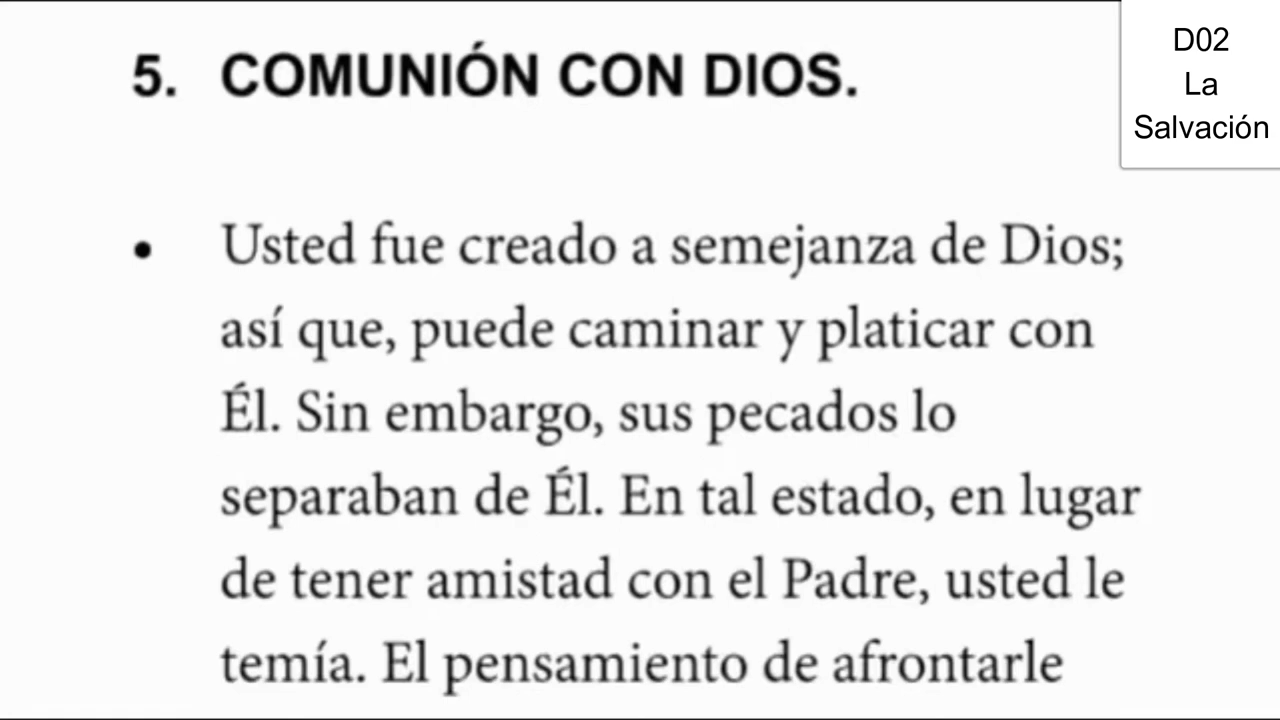 5. COMUNIÓN CON DIOS.
D02
La
Salvación
• Usted fue creado a semejanza de Dios;
así que, puede caminar y platicar con
Él. Sin embargo, sus pecados lo
separaban de Él. En tal estado, en lugar
de tener amistad con el Padre, usted le
temía. El pensamiento de afrontarle